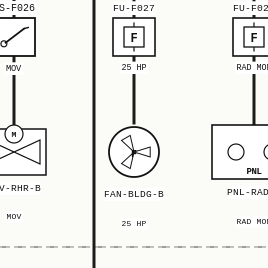 S-F026
FU-F027
FU-F02
F
F
MOV
25 HP
RAD MO
M
PNL
V-RHR-B
FAN-BLDG-B
PNL-RAD
MOV
25 HP
RAD MO